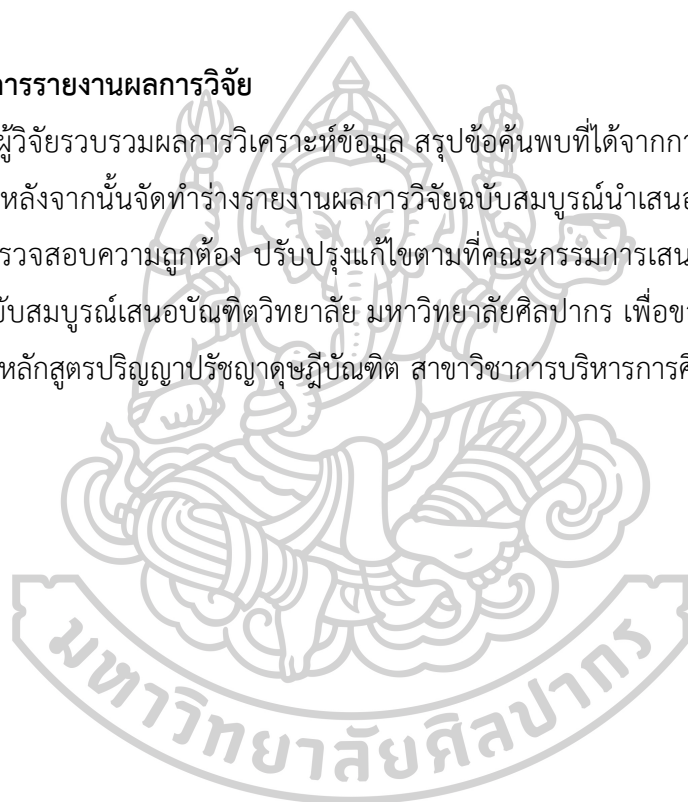 การรายงานผลการวิจัย
ผู้วิจัยรวบรวมผลการวิเคราะห์ข้อมูล สรุปข้อค้นพบที่ได้จากกา
หลังจากนั้นจัดทำร่างรายงานผลการวิจัยฉบับสมบูรณ์นำเสนอ
รวจสอบความถูกต้อง ปรับปรุงแก้ไขตามที่คณะกรรมการเสน
บับสมบูรณ์เสนอบัณฑิตวิทยาลัย มหาวิทยาลัยศิลปากร เพื่อขา
หลักสูตรปริญญาปรัชญาดุษฎีบัณฑิต สาขาวิชาการบริหารการศึ
มหาวิทยาลัยศิลปากร